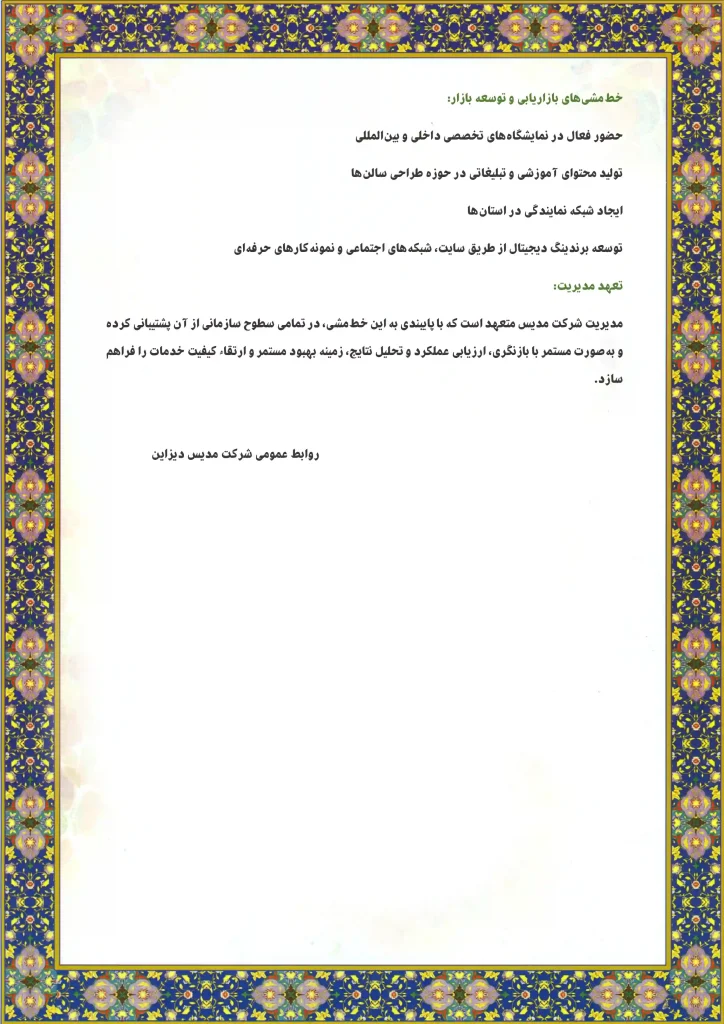 خط‌مشی‌های بازاریابی و توسعه بازار:
حضور فعال در نمایشگاه‌های تخصصی داخلی و بین‌المللی
تولید محتوای آموزشی و تبلیغاتی در حوزه طراحی سالن‌ها
ایجاد شبکه نمایندگی در استان‌ها
توسعه برندینگ دیجیتال از طریق سایت، شبکه‌های اجتماعی و نمونه‌کارهای حرفه‌ای
تعهد مدیریت:
مدیریت شرکت مدیس متعهد است که با پایبندی به این خط‌مشی، در تمامی سطوح سازمانی از آن پشتیبانی کرده
و به‌صورت مستمر با بازنگری، ارزیابی عملکرد و تحلیل نتایج، زمینه بهبود مستمر و ارتقاء کیفیت خدمات را فراهم
سازد.
روابط عمومی شرکت مدیس دیزاین